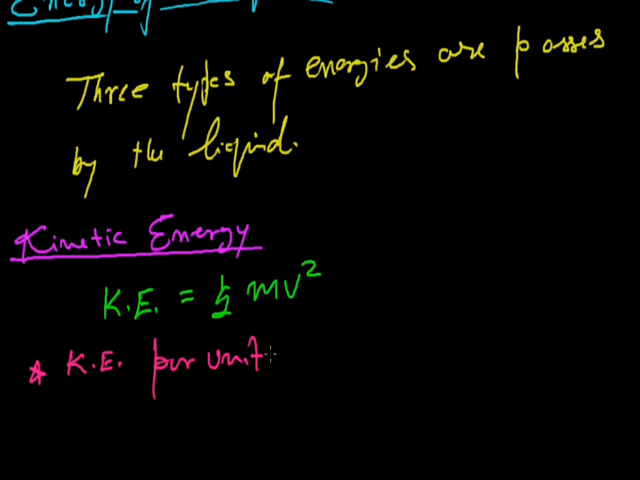 Three types of energies are posses
by the liquid.
Kinetic Energy
K.E. = ½ mv²
* K.E. per unit